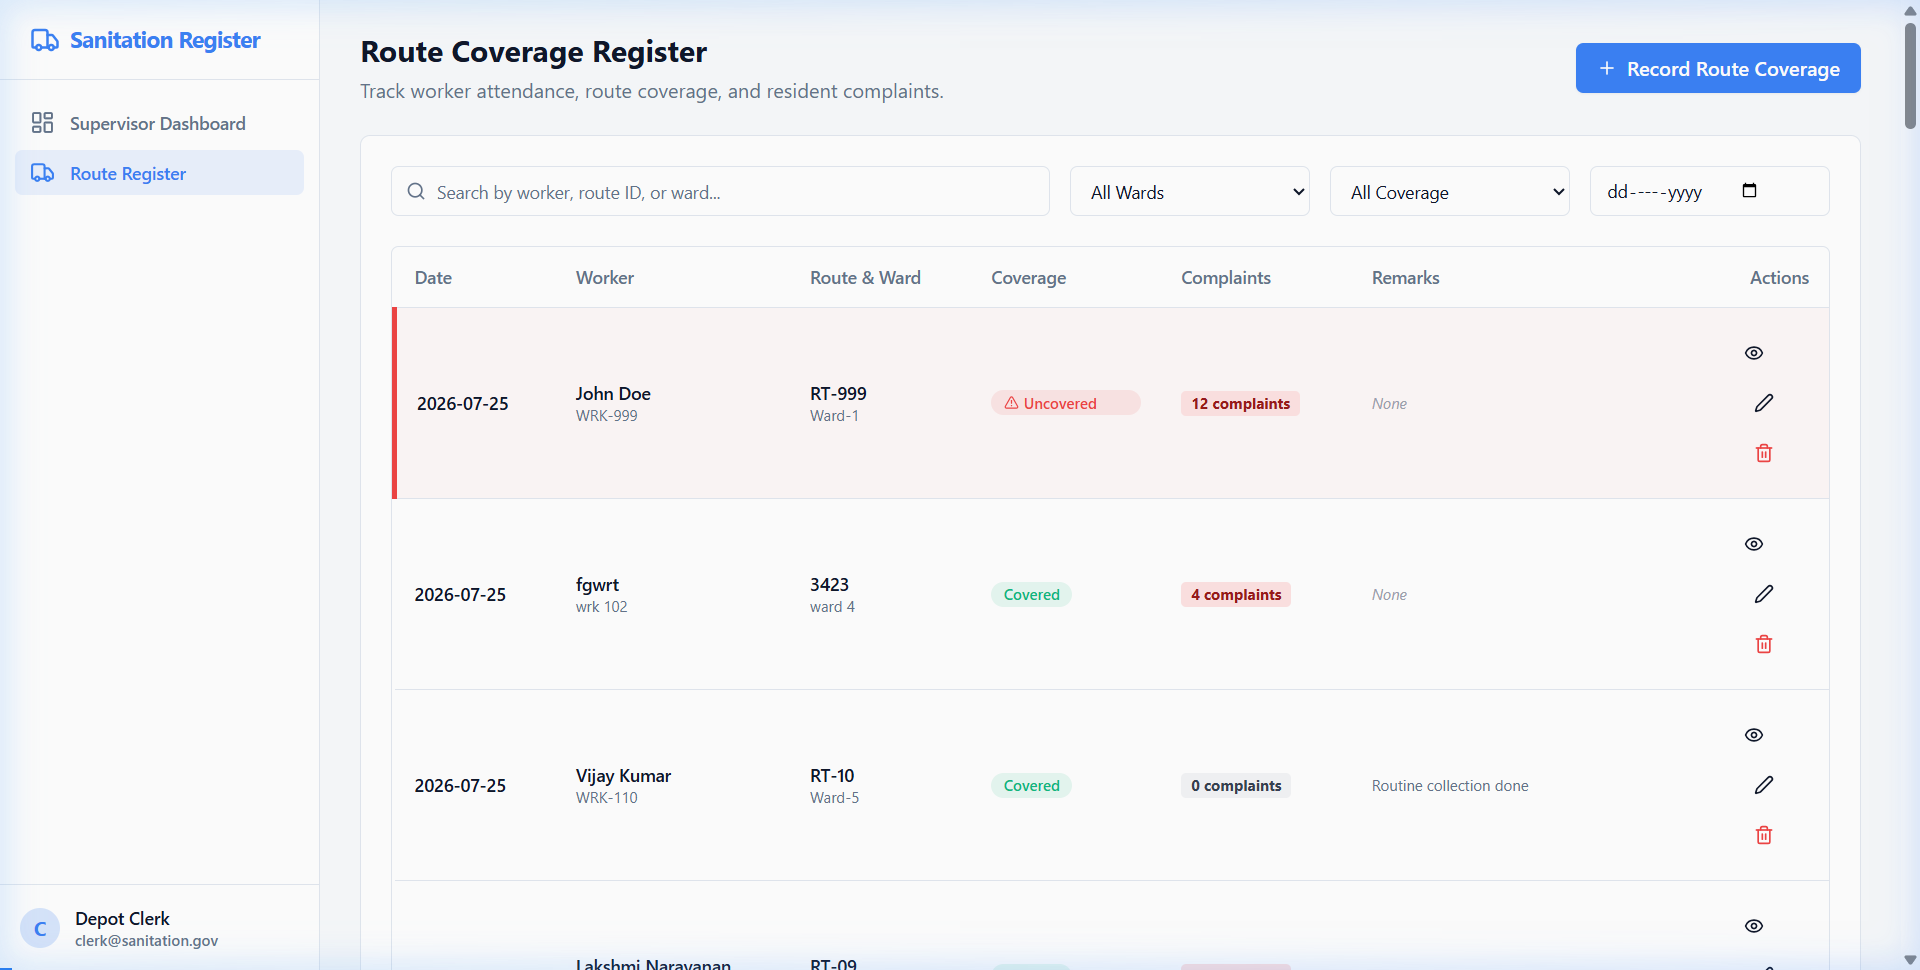 Sanitation Register
Supervisor Dashboard
Route Register
Depot Clerk
C
clerk@sanitation.gov
Route Coverage Register
Track worker attendance, route coverage, and resident complaints.
+ Record Route Coverage
Search by worker, route ID, or ward...
All Wards
All Coverage
dd-----yyyy
Date Worker Route & Ward Coverage Complaints Remarks Actions
2026-07-25 John Doe RT-999 Uncovered 12 complaints None
WRK-999 Ward-1
2026-07-25 fgwrt 3423 Covered 4 complaints None
wrk 102 ward 4
2026-07-25 Vijay Kumar RT-10 Covered 0 complaints Routine collection done
WRK-110 Ward-5
Lakshmi Narayanan RT-09